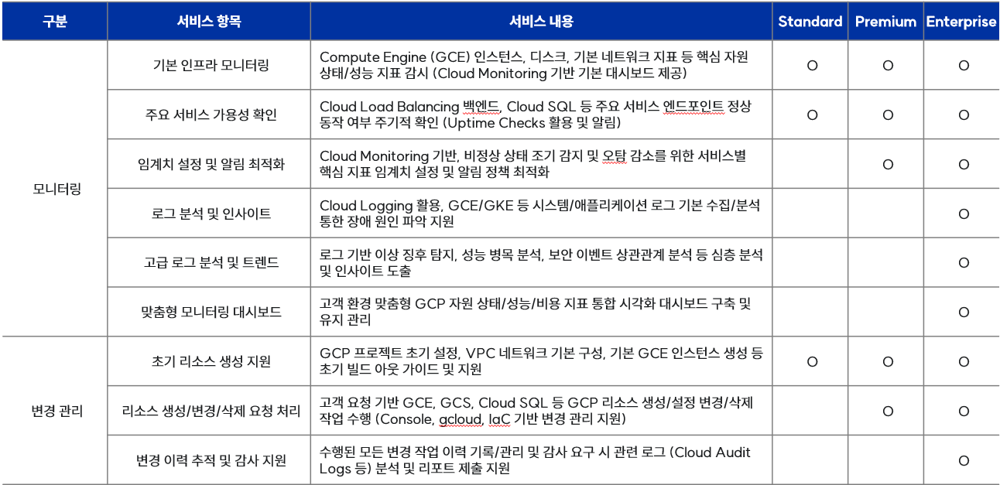 구분 서비스 항목 서비스 내용 Standard Premium Enterprise
모니터링
기본 인프라 모니터링
Compute Engine (GCE) 인스턴스, 디스크, 기본 네트워크 지표 등 핵심 자원
상태/성능 지표 감시 (Cloud Monitoring 기반 기본 대시보드 제공)
O O O
주요 서비스 가용성 확인
Cloud Load Balancing 백엔드, Cloud SQL 등 주요 서비스 엔드포인트 정상
동작 여부 주기적 확인 (Uptime Checks 활용 및 알림)
O O O
임계치 설정 및 알림 최적화
Cloud Monitoring 기반, 비정상 상태 조기 감지 및 오탐 감소를 위한 서비스별
핵심 지표 임계치 설정 및 알림 정책 최적화
O O
로그 분석 및 인사이트
Cloud Logging 활용, GCE/GKE 등 시스템/애플리케이션 로그 기본 수집/분석
통한 장애 원인 파악 지원
O
고급 로그 분석 및 트렌드
로그 기반 이상 징후 탐지, 성능 병목 분석, 보안 이벤트 상관관계 분석 등 심층 분석
및 인사이트 도출
O
맞춤형 모니터링 대시보드
고객 환경 맞춤형 GCP 자원 상태/성능/비용 지표 통합 시각화 대시보드 구축 및
유지 관리
O
변경 관리
초기 리소스 생성 지원
GCP 프로젝트 초기 설정, VPC 네트워크 기본 구성, 기본 GCE 인스턴스 생성 등
초기 빌드 아웃 가이드 및 지원
O O O
리소스 생성/변경/삭제 요청 처리
고객 요청 기반 GCE, GCS, Cloud SQL 등 GCP 리소스 생성/설정 변경/삭제
작업 수행 (Console, gcloud, IaC 기반 변경 관리 지원)
O O
변경 이력 추적 및 감사 지원
수행된 모든 변경 작업 이력 기록/관리 및 감사 요구 시 관련 로그 (Cloud Audit
Logs 등) 분석 및 리포트 제출 지원
O